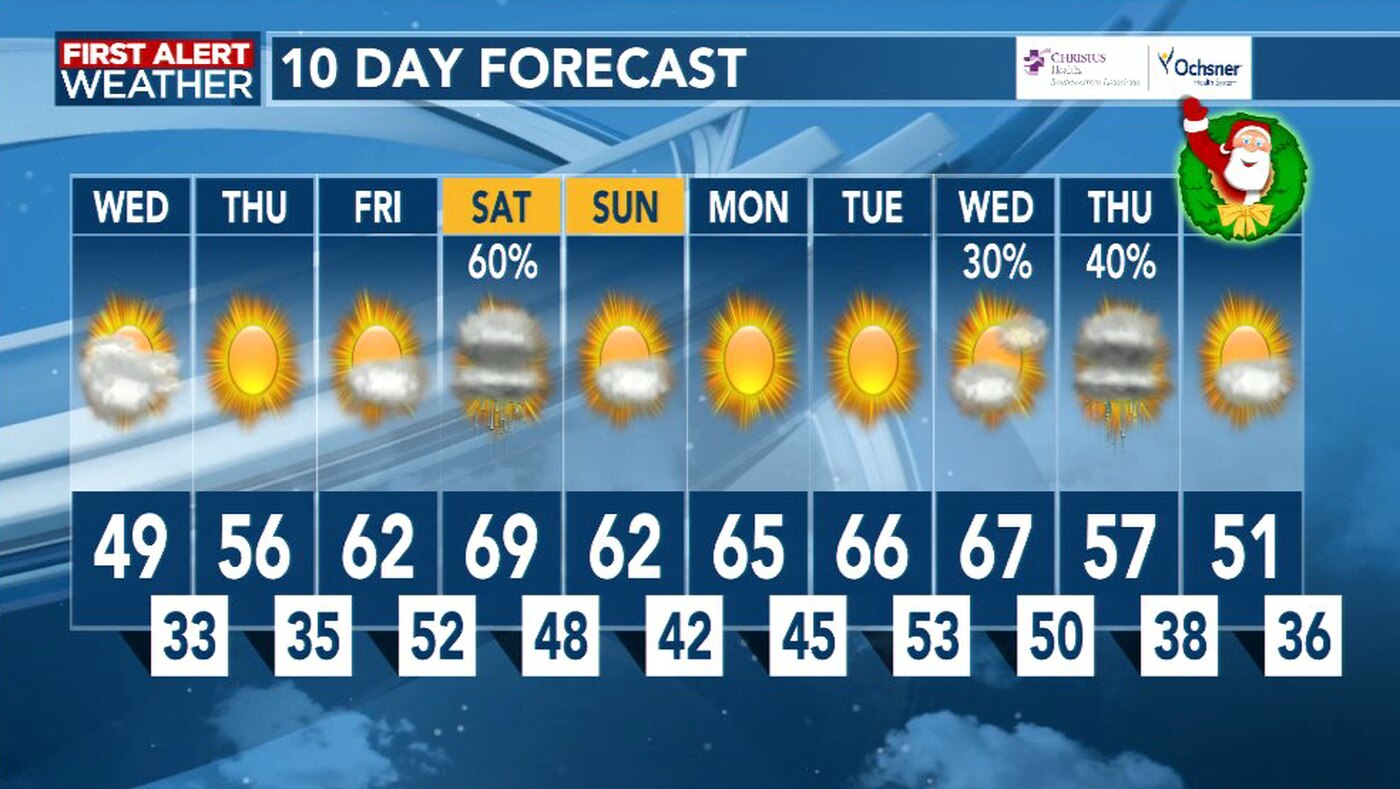 FIRST ALERT
WEATHER
10 DAY FORECAST
CHRISTUS
Health
Ochsner
Health System
WED THU FRI SAT SUN MON TUE WED THU
60% 30% 40%
49 56 62 69 62 65 66 67 57 51
33 35 52 48 42 45 53 50 38 36